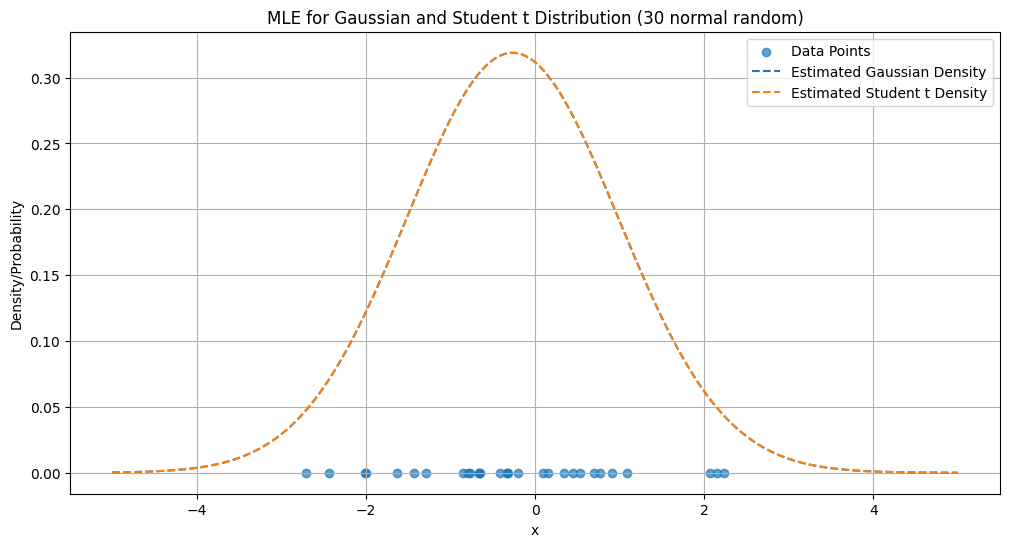 MLE for Gaussian and Student t Distribution (30 normal random)
Data Points
Estimated Gaussian Density
Estimated Student t Density
Density/Probability
0.30
0.25
0.20
0.15
0.10
0.05
0.00
−4
−2
0
2
4
x